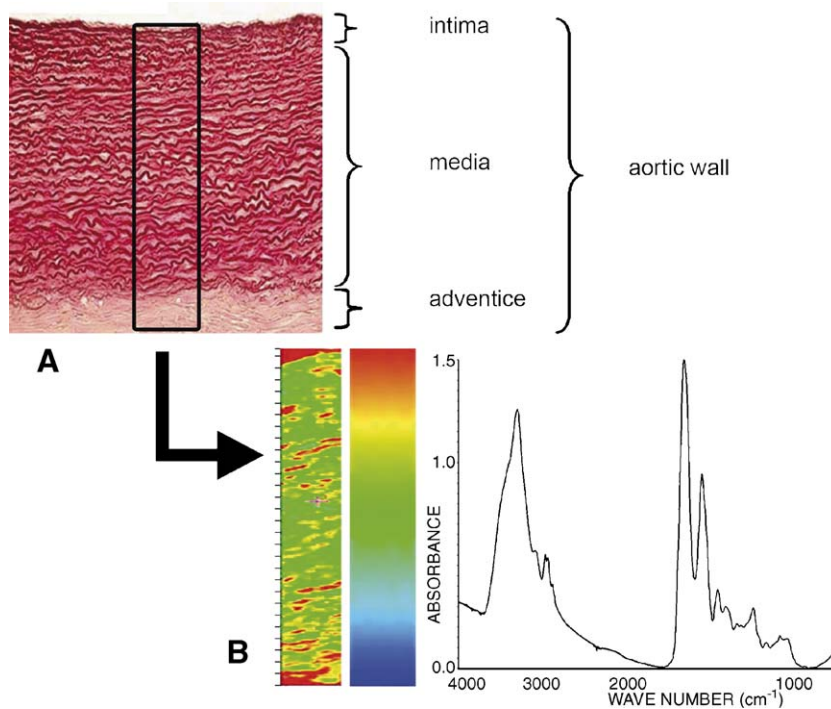 intima
media
aortic wall
adventice
A
B
1.5
1.0
0.0
ABSORBANCE
4000 3000 2000 1000
WAVE NUMBER (cm⁻¹)